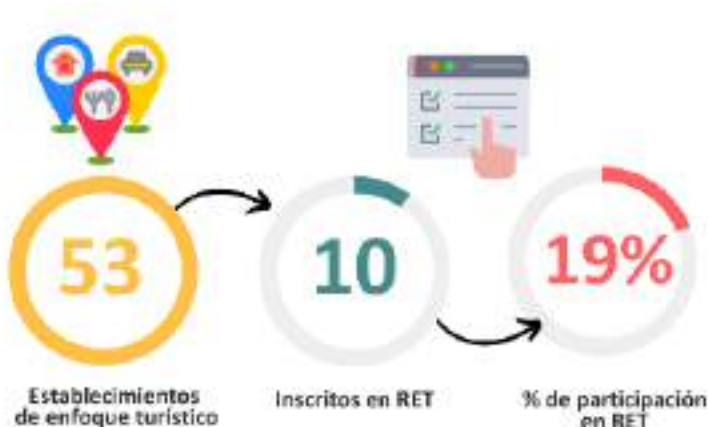 53
10
19%
Establecimientos
de enfoque turístico
Inscritos en RET
% de participación
en RET